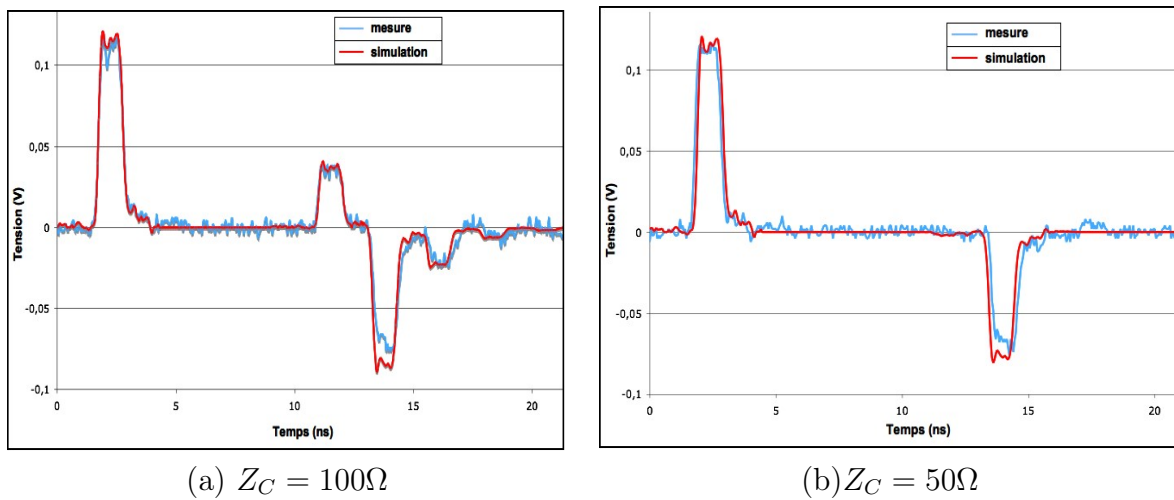 mesure
simulation
0,1
0,05
0
-0,05
-0,1
Tension (V)
0
5
10
15
20
Temps (ns)
(a) Z_C = 100Ω
mesure
simulation
0,1
0,05
0
-0,05
-0,1
Tension (V)
0
5
10
15
20
Temps (ns)
(b)Z_C = 50Ω